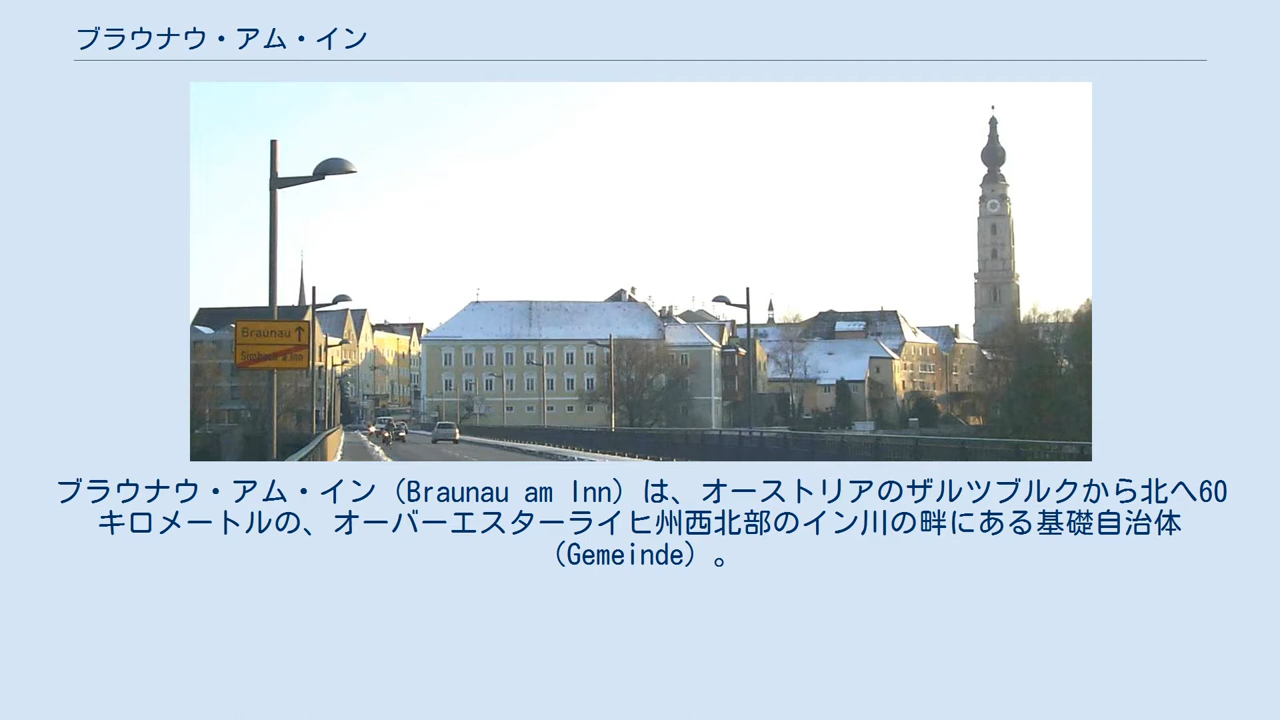 ブラウナウ・アム・イン
Braunau ↑
Simbach a Inn
ブラウナウ・アム・イン（Braunau am Inn）は、オーストリアのザルツブルクから北へ60
キロメートルの、オーバーエスターライヒ州西北部のイン川の畔にある基礎自治体
（Gemeinde）。